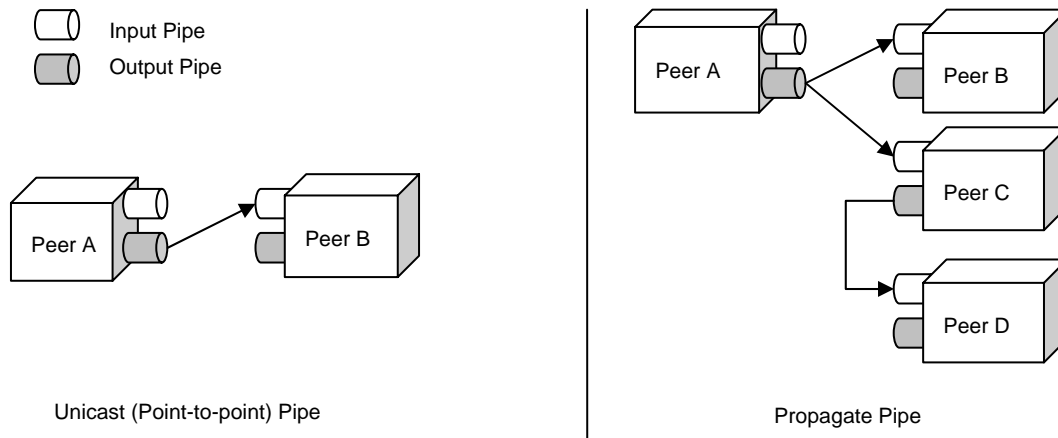 Input Pipe
Output Pipe
Peer A
Peer B
Unicast (Point-to-point) Pipe
Peer A
Peer B
Peer C
Peer D
Propagate Pipe